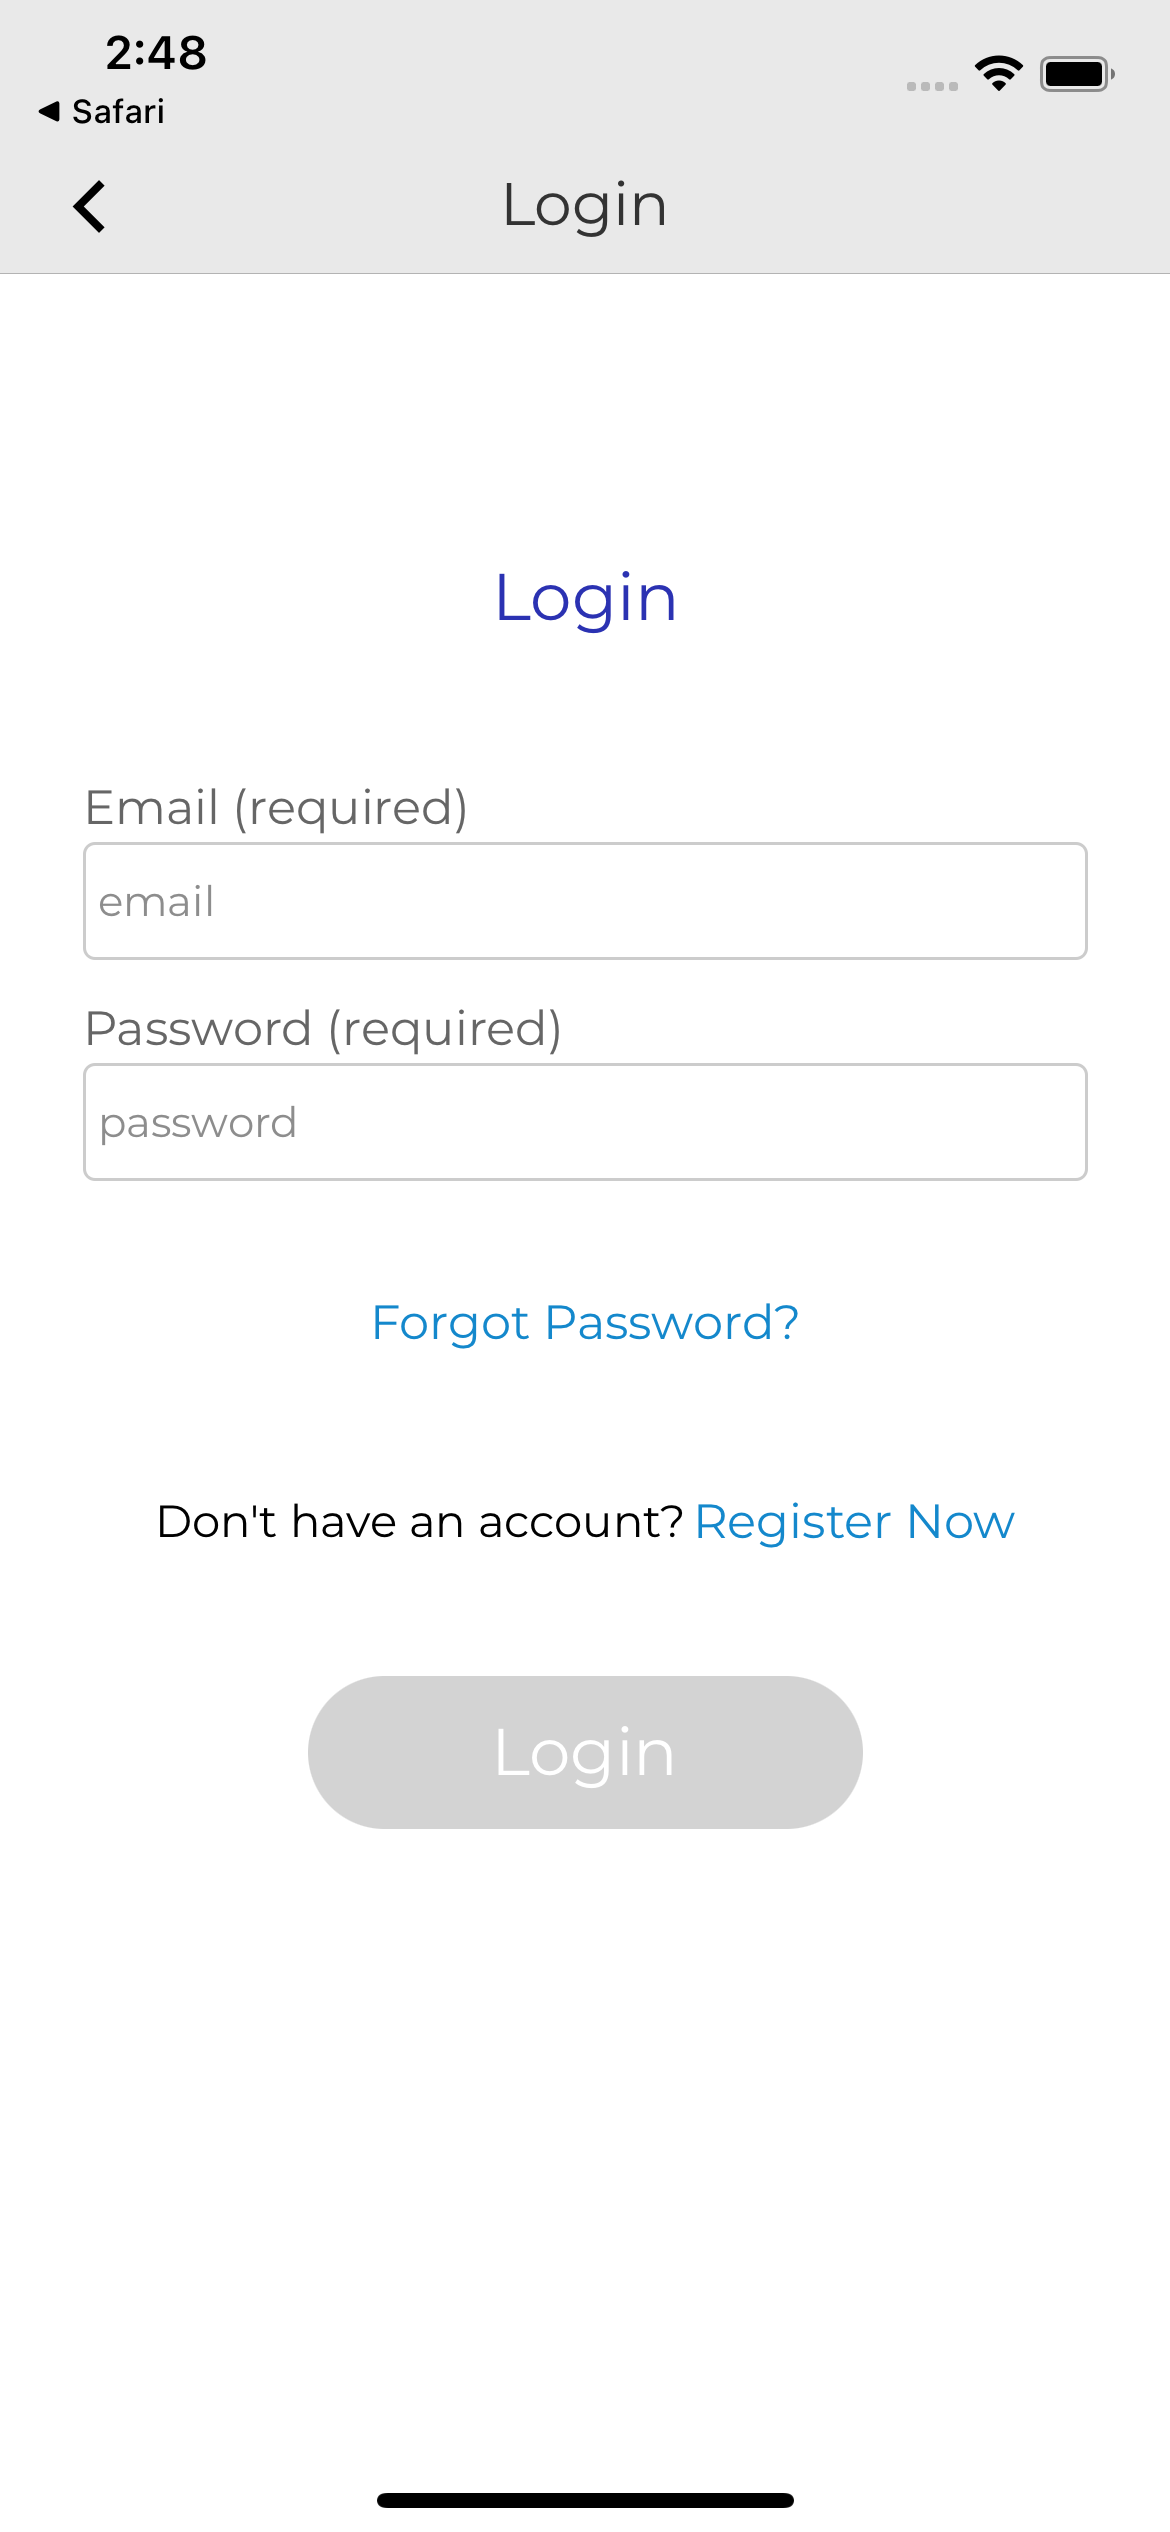 2:48
Safari
Login
Login
Email (required)
email
Password (required)
password
Forgot Password?
Don't have an account? Register Now
Login